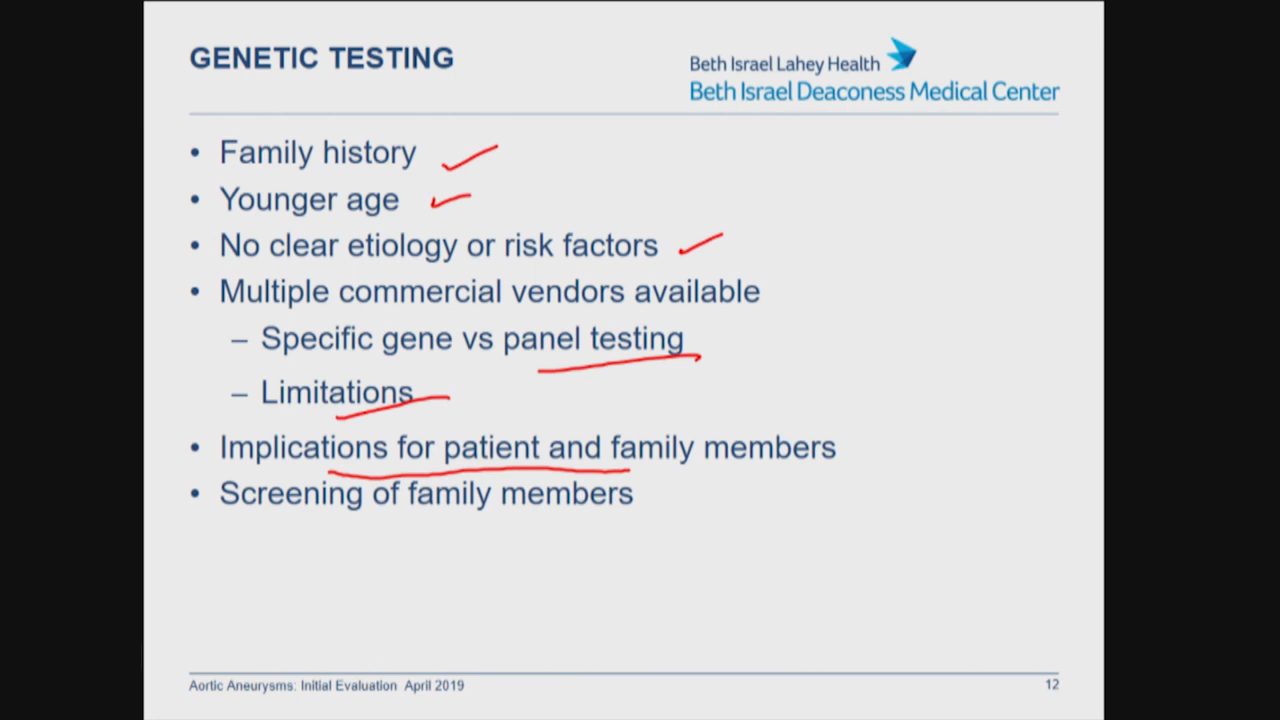 GENETIC TESTING
Beth Israel Lahey Health
Beth Israel Deaconess Medical Center
• Family history
• Younger age
• No clear etiology or risk factors
• Multiple commercial vendors available
– Specific gene vs panel testing
– Limitations
• Implications for patient and family members
• Screening of family members
Aortic Aneurysms: Initial Evaluation April 2019
12